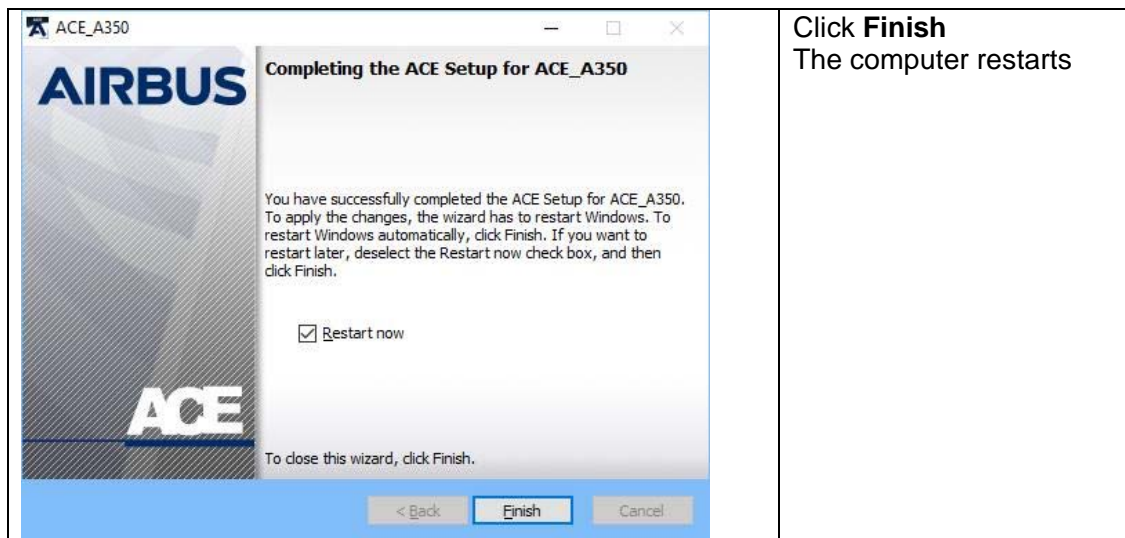 ACE_A350
AIRBUS
Completing the ACE Setup for ACE_A350
You have successfully completed the ACE Setup for ACE_A350.
To apply the changes, the wizard has to restart Windows. To
restart Windows automatically, click Finish. If you want to
restart later, deselect the Restart now check box, and then
click Finish.
Restart now
ACE
To close this wizard, click Finish.
< Back
Finish
Cancel
Click Finish
The computer restarts